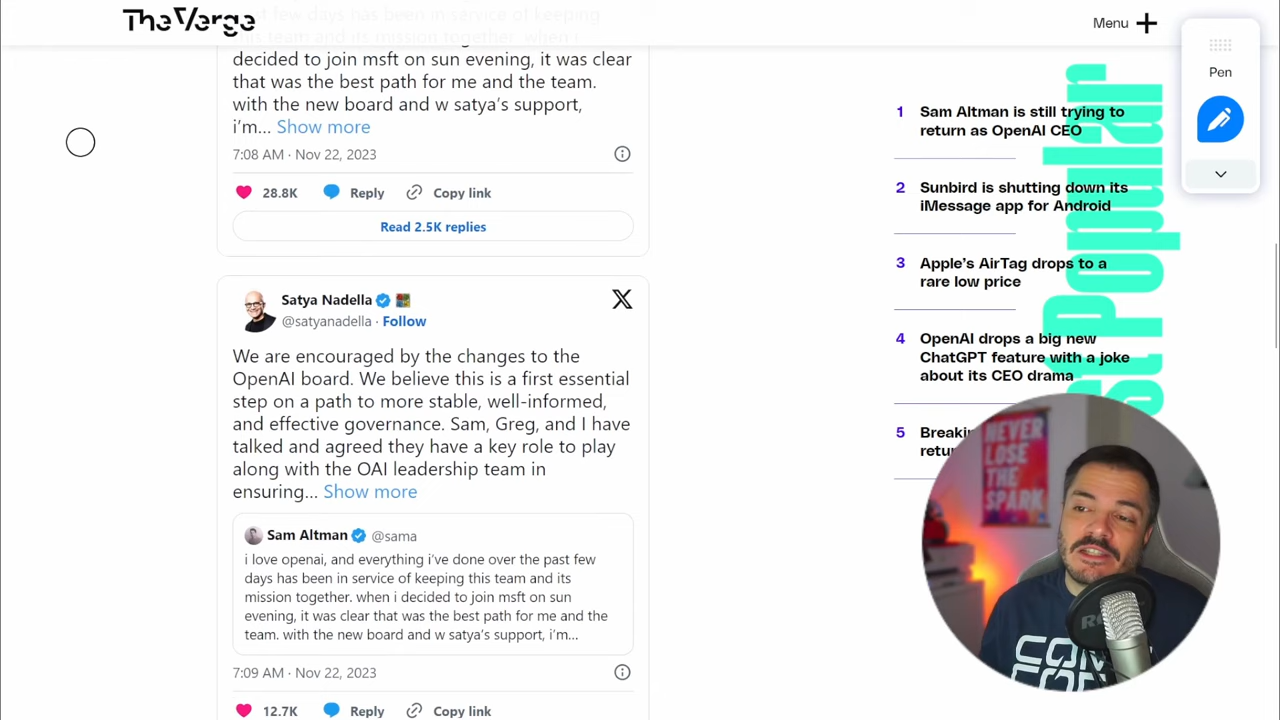 The Verge
Menu
Pen
this team and its mission together. when i
decided to join msft on sun evening, it was clear
that was the best path for me and the team.
with the new board and w satya's support,
i'm... Show more
7:08 AM · Nov 22, 2023
28.8K Reply Copy link
Read 2.5K replies
Satya Nadella
@satyanadella · Follow
We are encouraged by the changes to the
OpenAI board. We believe this is a first essential
step on a path to more stable, well-informed,
and effective governance. Sam, Greg, and I have
talked and agreed they have a key role to play
along with the OAI leadership team in
ensuring... Show more
Sam Altman @sama
i love openai, and everything i've done over the past few
days has been in service of keeping this team and its
mission together. when i decided to join msft on sun
evening, it was clear that was the best path for me and the
team. with the new board and w satya's support, i'm...
7:09 AM · Nov 22, 2023
12.7K Reply Copy link
1 Sam Altman is still trying to
return as OpenAI CEO
2 Sunbird is shutting down its
iMessage app for Android
3 Apple's AirTag drops to a
rare low price
4 OpenAI drops a big new
ChatGPT feature with a joke
about its CEO drama
5
st Popular
NEVER
LOSE
THE
SPARK